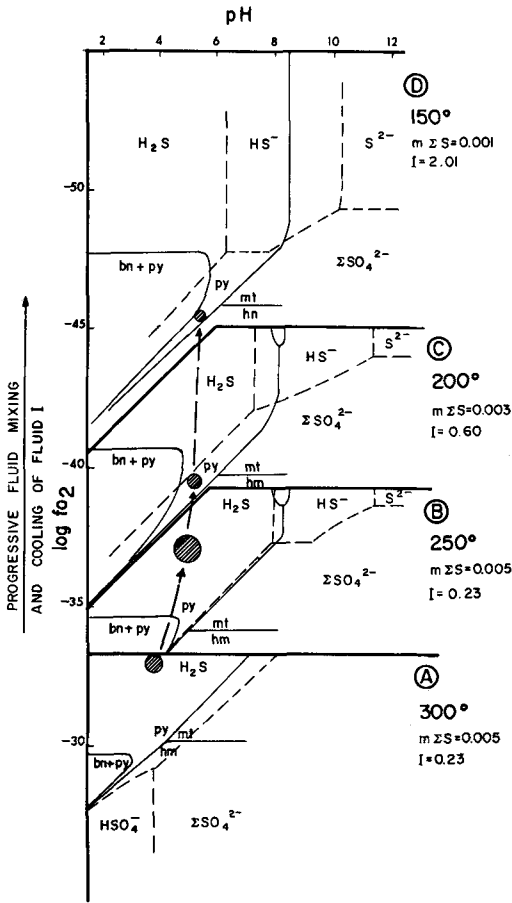 pH
2 4 6 8 10 12
D
150°
m ΣS=0.001
I=2.01
H₂S
HS⁻
S²⁻
ΣSO₄²⁻
-50
bn + py
py
mt
hn
-45
C
200°
m ΣS=0.003
I=0.60
H₂S
HS⁻
S²⁻
ΣSO₄²⁻
bn + py
py
mt
hm
-40
B
250°
m ΣS=0.005
I=0.23
H₂S
HS⁻
S²⁻
ΣSO₄²⁻
-35
py
bn+py
mt
hm
A
300°
m ΣS=0.005
I=0.23
H₂S
py
mt
hm
-30
bn+py
HSO₄⁻
ΣSO₄²⁻
log fo₂
PROGRESSIVE FLUID MIXING
AND COOLING OF FLUID I